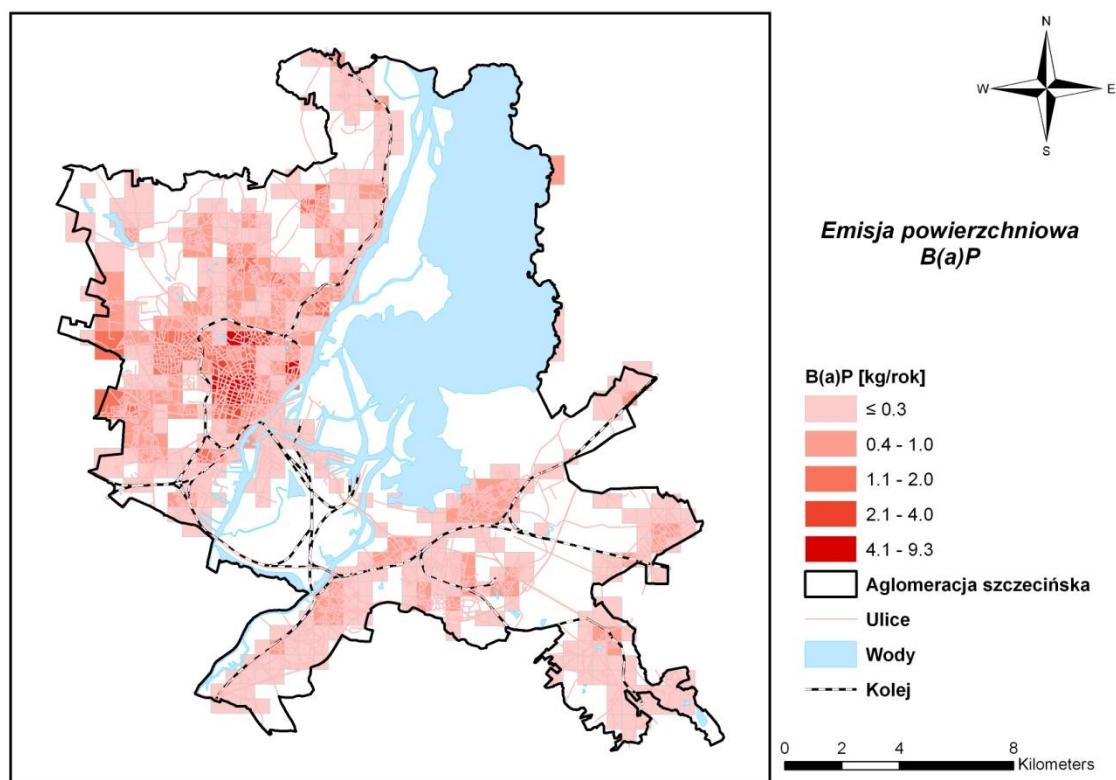 N
W
E
S
Emisja powierzchniowa
B(a)P
B(a)P [kg/rok]
≤ 0.3
0.4 - 1.0
1.1 - 2.0
2.1 - 4.0
4.1 - 9.3
Aglomeracja szczecińska
Ulice
Wody
Kolej
0 2 4 8
Kilometers